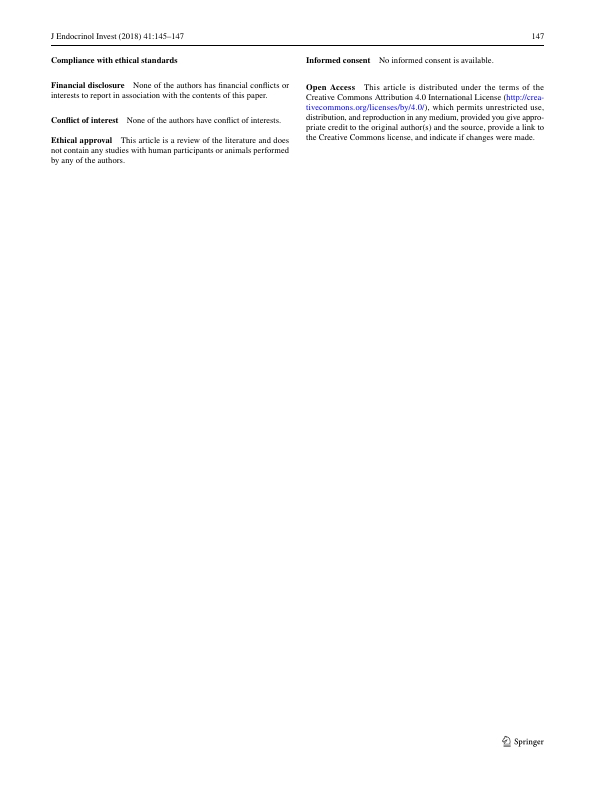 J Endocrinol Invest (2018) 41:145–147
147
Compliance with ethical standards
Financial disclosure None of the authors has financial conflicts or
interests to report in association with the contents of this paper.
Conflict of interest None of the authors have conflict of interests.
Ethical approval This article is a review of the literature and does
not contain any studies with human participants or animals performed
by any of the authors.
Informed consent No informed consent is available.
Open Access This article is distributed under the terms of the
Creative Commons Attribution 4.0 International License (http://crea-
tivecommons.org/licenses/by/4.0/), which permits unrestricted use,
distribution, and reproduction in any medium, provided you give appro-
priate credit to the original author(s) and the source, provide a link to
the Creative Commons license, and indicate if changes were made.
Springer